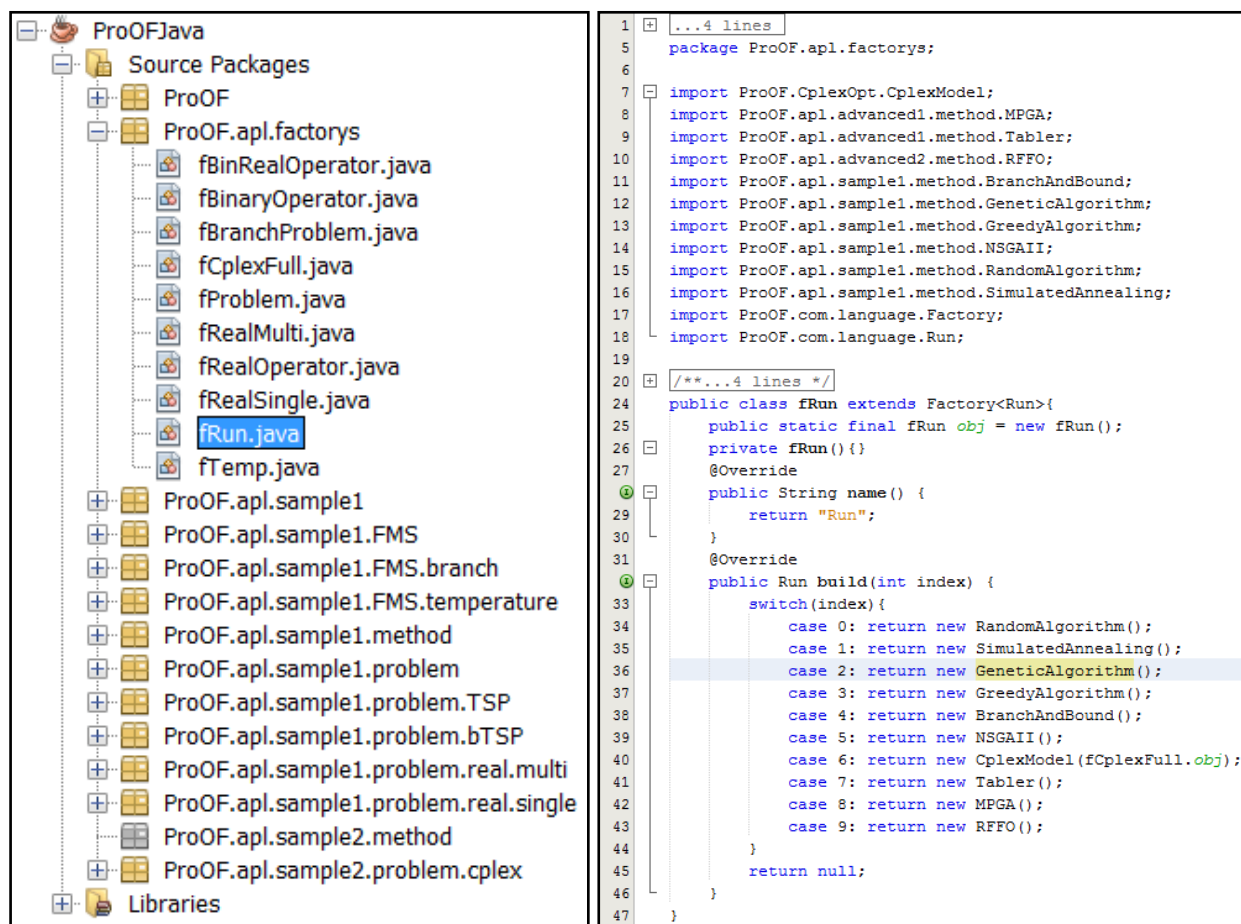 ProOFJava
Source Packages
ProOF
ProOF.apl.factorys
fBinRealOperator.java
fBinaryOperator.java
fBranchProblem.java
fCplexFull.java
fProblem.java
fRealMulti.java
fRealOperator.java
fRealSingle.java
fRun.java
fTemp.java
ProOF.apl.sample1
ProOF.apl.sample1.FMS
ProOF.apl.sample1.FMS.branch
ProOF.apl.sample1.FMS.temperature
ProOF.apl.sample1.method
ProOF.apl.sample1.problem
ProOF.apl.sample1.problem.TSP
ProOF.apl.sample1.problem.bTSP
ProOF.apl.sample1.problem.real.multi
ProOF.apl.sample1.problem.real.single
ProOF.apl.sample2.method
ProOF.apl.sample2.problem.cplex
Libraries
1 ...4 lines
5 package ProOF.apl.factorys;
6
7 import ProOF.CplexOpt.CplexModel;
8 import ProOF.apl.advanced1.method.MPGA;
9 import ProOF.apl.advanced1.method.Tabler;
10 import ProOF.apl.advanced2.method.RFFO;
11 import ProOF.apl.sample1.method.BranchAndBound;
12 import ProOF.apl.sample1.method.GeneticAlgorithm;
13 import ProOF.apl.sample1.method.GreedyAlgorithm;
14 import ProOF.apl.sample1.method.NSGAII;
15 import ProOF.apl.sample1.method.RandomAlgorithm;
16 import ProOF.apl.sample1.method.SimulatedAnnealing;
17 import ProOF.com.language.Factory;
18 import ProOF.com.language.Run;
19
20 /**...4 lines */
24 public class fRun extends Factory<Run>{
25 public static final fRun obj = new fRun();
26 private fRun(){}
27 @Override
public String name() {
29 return "Run";
30 }
31 @Override
public Run build(int index) {
33 switch(index){
34 case 0: return new RandomAlgorithm();
35 case 1: return new SimulatedAnnealing();
36 case 2: return new GeneticAlgorithm();
37 case 3: return new GreedyAlgorithm();
38 case 4: return new BranchAndBound();
39 case 5: return new NSGAII();
40 case 6: return new CplexModel(fCplexFull.obj);
41 case 7: return new Tabler();
42 case 8: return new MPGA();
43 case 9: return new RFFO();
44 }
45 return null;
46 }
47 }